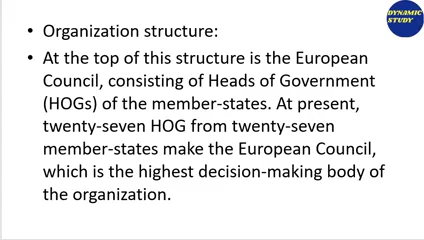 DYNAMIC
STUDY
• Organization structure:
• At the top of this structure is the European
Council, consisting of Heads of Government
(HOGs) of the member-states. At present,
twenty-seven HOG from twenty-seven
member-states make the European Council,
which is the highest decision-making body of
the organization.